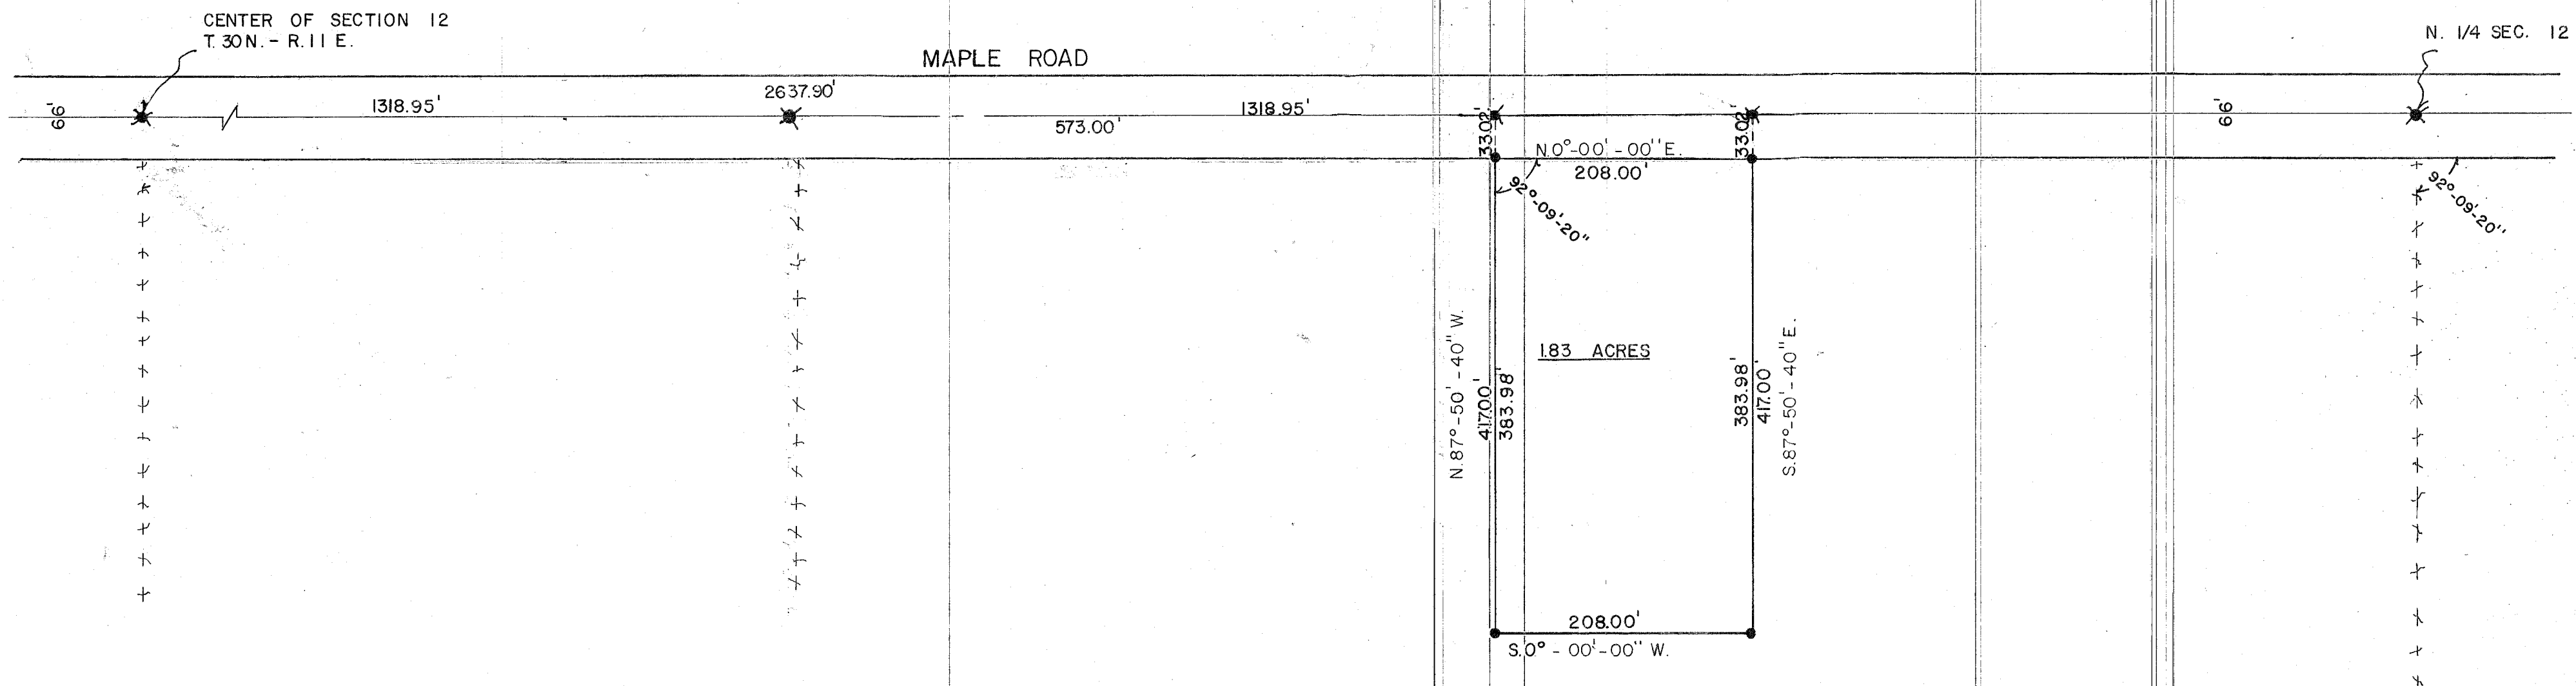 CENTER OF SECTION 12
T. 30 N. - R. 11 E.
N. 1/4 SEC. 12
MAPLE ROAD
66'
1318.95'
2637.90'
573.00'
1318.95'
33.02'
33.02'
66'
N. 0°-00'-00" E.
208.00'
92°-09'-20"
92°-09'-20"
N. 87°-50'-40" W.
417.00'
383.98'
1.83 ACRES
383.98'
417.00'
S. 87°-50'-40" E.
208.00'
S. 0°-00'-00" W.